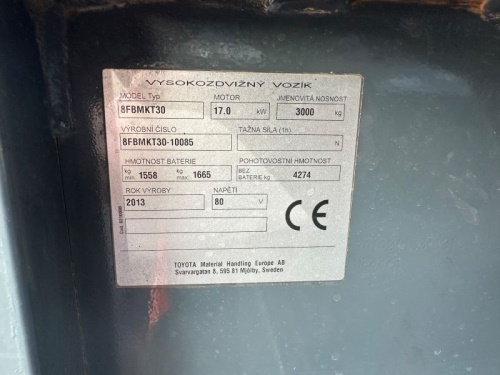 VYSOKOZDVIŽNÝ VOZÍK
MODEL Typ MOTOR JMENOVITÁ NOSNOST
8FBMKT30 17.0 kW 3000 kg
VÝROBNÍ ČÍSLO TAŽNÁ SÍLA (1h)
8FBMKT30-10085 N
HMOTNOST BATERIE POHOTOVOSTNÍ HMOTNOST
kg min. 1558 kg max. 1665 BEZ BATERIE kg 4274
ROK VÝROBY NAPĚTÍ
2013 80 V
CE
TOYOTA Material Handling Europe AB
Svarvargatan 8, 595 81 Mjölby, Sweden